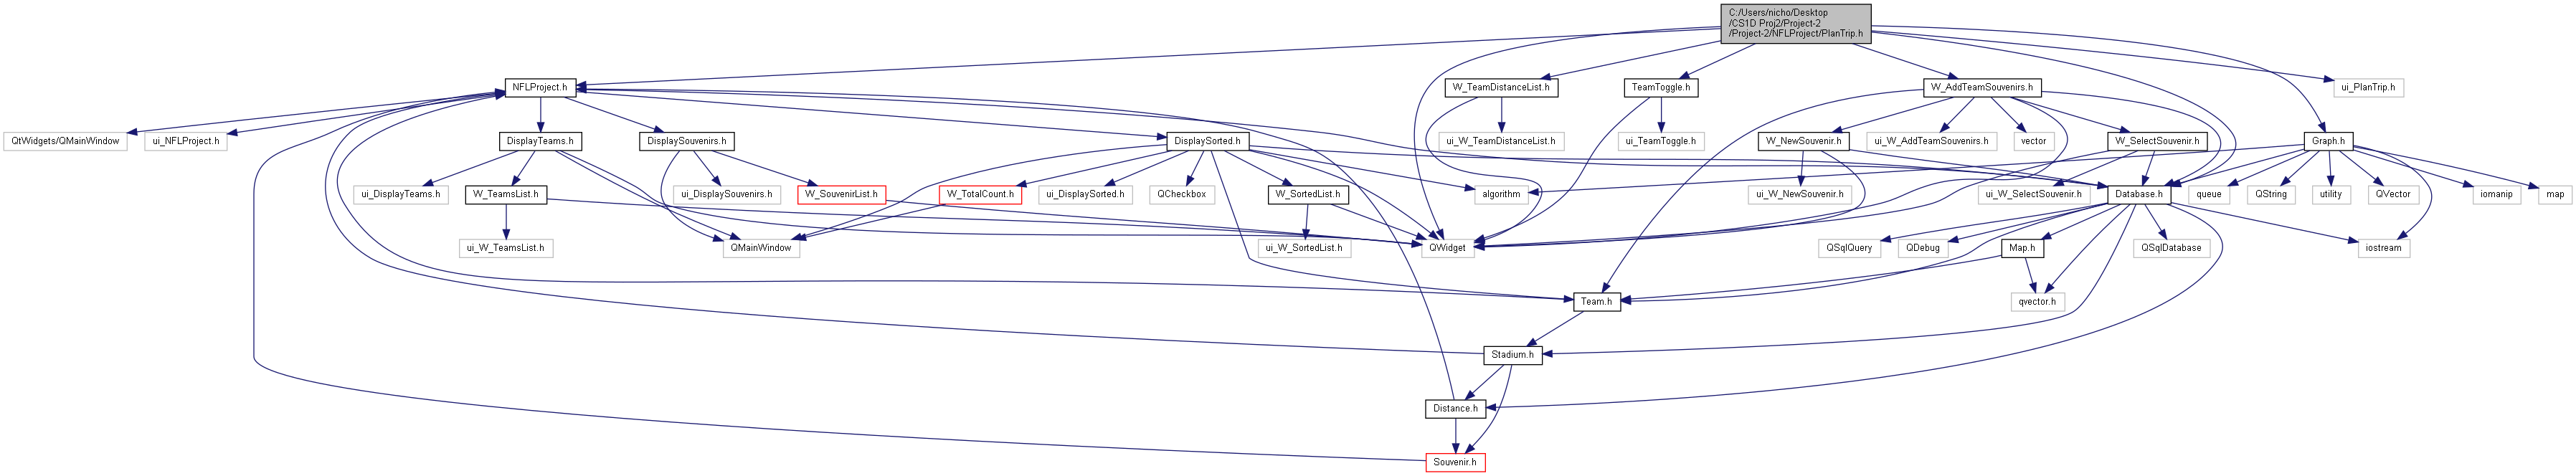 C:/Users/nicho/Desktop
/CS1D Proj2/Project-2
/Project-2/NFLProject/PlanTrip.h
NFLProject.h
W_TeamDistanceList.h
TeamToggle.h
W_AddTeamSouvenirs.h
ui_PlanTrip.h
QtWidgets/QMainWindow
ui_NFLProject.h
DisplayTeams.h
DisplaySouvenirs.h
DisplaySorted.h
ui_W_TeamDistanceList.h
ui_TeamToggle.h
W_NewSouvenir.h
ui_W_AddTeamSouvenirs.h
vector
W_SelectSouvenir.h
Graph.h
ui_DisplayTeams.h
W_TeamsList.h
ui_DisplaySouvenirs.h
W_SouvenirList.h
W_TotalCount.h
ui_DisplaySorted.h
QCheckbox
W_SortedList.h
algorithm
ui_W_NewSouvenir.h
ui_W_SelectSouvenir.h
Database.h
queue
QString
utility
QVector
iomanip
map
ui_W_TeamsList.h
QMainWindow
ui_W_SortedList.h
QWidget
QSqlQuery
QDebug
Map.h
QSqlDatabase
iostream
Team.h
qvector.h
Stadium.h
Distance.h
Souvenir.h